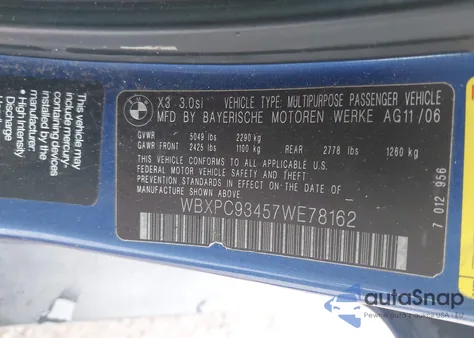 This vehicle may
include mercury-
containing devices
installed by the
manufacturer:
• High Intensity
Discharge
BMW
X3 3.0si VEHICLE TYPE: MULTIPURPOSE PASSENGER VEHICLE
MFD BY BAYERISCHE MOTOREN WERKE AG 11/06
GVWR 5049 lbs 2290 kg
GAWR FRONT 2425 lbs 1100 kg REAR 2778 lbs 1260 kg
THIS VEHICLE CONFORMS TO ALL APPLICABLE U.S.
FEDERAL MOTOR VEHICLE SAFETY STANDARDS IN EFFECT ON THE DATE OF
MANUFACTURE SHOWN ABOVE
WBXPC93457WE78162
7 012 956
autoSnap